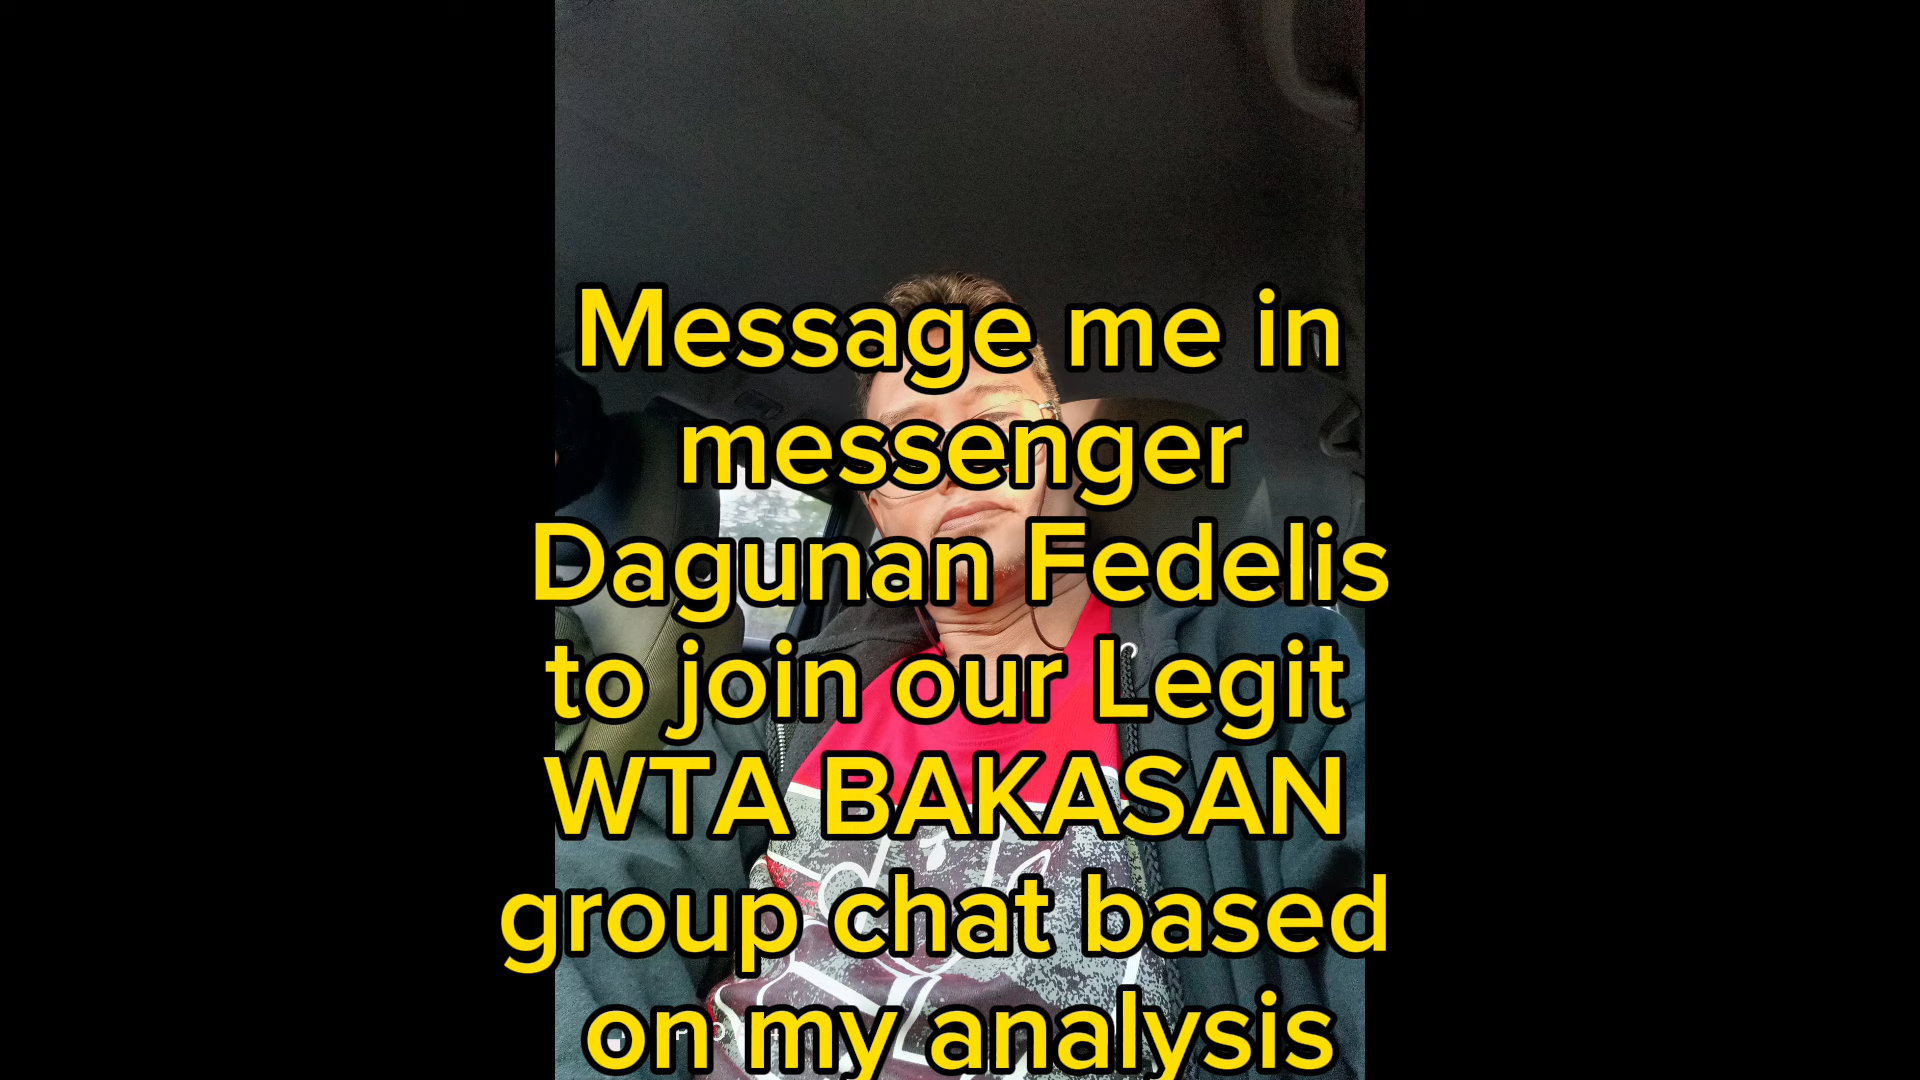 Message me in
messenger
Dagunan Fedelis
to join our Legit
WTA BAKASAN
group chat based
on my analysis